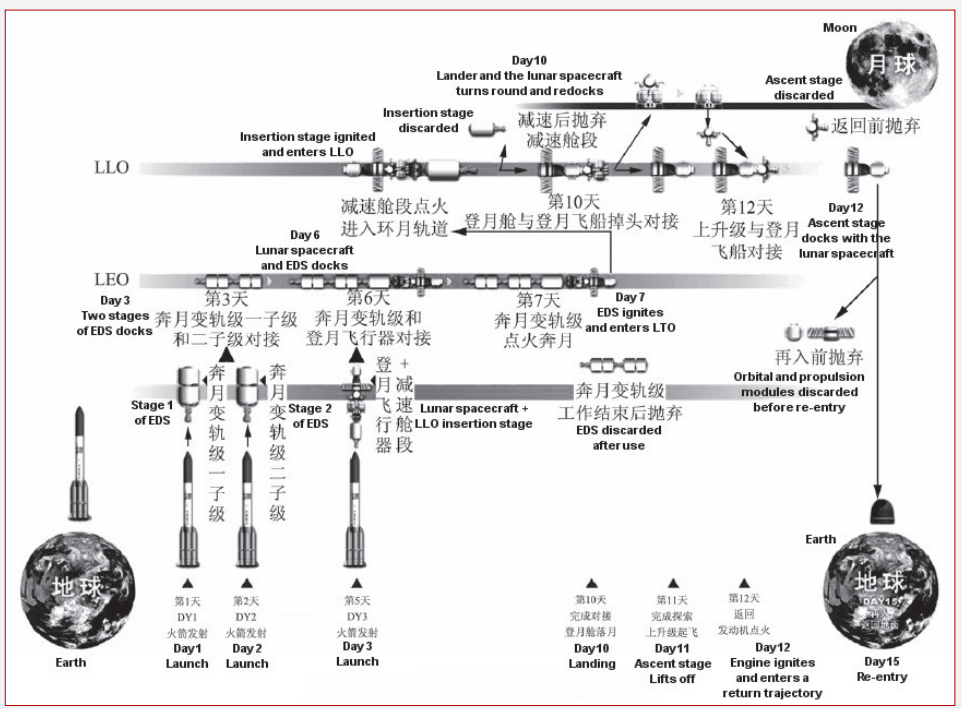 Moon
月球
Day10
Lander and the lunar spacecraft
turns round and redocks
Ascent stage
discarded
Insertion stage
discarded
减速后抛弃
减速舱段
返回前抛弃
Insertion stage ignited
and enters LLO
LLO
减速舱段点火
进入环月轨道
第10天
登月舱与登月飞船掉头对接
第12天
上升级与登月
飞船对接
Day12
Ascent stage
docks with the
lunar spacecraft
Day 6
Lunar spacecraft
and EDS docks
LEO
Day 3
Two stages
of EDS docks
第3天
奔月变轨级一子级
和二子级对接
第6天
奔月变轨级和
登月飞行器对接
第7天
奔月变轨级
点火奔月
Day 7
EDS ignites
and enters LTO
再入前抛弃
Orbital and propulsion
modules discarded
before re-entry
Stage 1
of EDS
奔月变轨级一子级
Stage 2
of EDS
奔月变轨级二子级
登月飞行器
+减速舱段
Lunar spacecraft +
LLO insertion stage
奔月变轨级
工作结束后抛弃
EDS discarded
after use
地球
Earth
第1天
DY1
火箭发射
Day1
Launch
第2天
DY2
火箭发射
Day 2
Launch
第5天
DY3
火箭发射
Day 3
Launch
第10天
完成对接
登月舱落月
Day10
Landing
第11天
完成探索
上升级起飞
Day11
Ascent stage
Lifts off
第12天
返回
发动机点火
Day12
Engine ignites
and enters a
return trajectory
Earth
地球
DAY15
返回地面
Day15
Re-entry